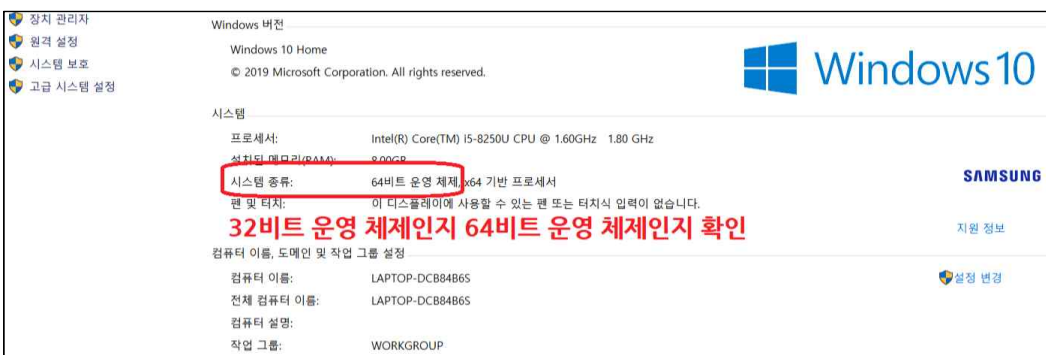 장치 관리자
원격 설정
시스템 보호
고급 시스템 설정
Windows 버전
Windows 10 Home
© 2019 Microsoft Corporation. All rights reserved.
Windows 10
시스템
프로세서: Intel(R) Core(TM) i5-8250U CPU @ 1.60GHz 1.80 GHz
설치된 메모리(RAM): 8.00GB
시스템 종류: 64비트 운영 체제, x64 기반 프로세서
펜 및 터치: 이 디스플레이에 사용할 수 있는 펜 또는 터치식 입력이 없습니다.
SAMSUNG
32비트 운영 체제인지 64비트 운영 체제인지 확인
지원 정보
컴퓨터 이름, 도메인 및 작업 그룹 설정
컴퓨터 이름: LAPTOP-DCB84B6S
설정 변경
전체 컴퓨터 이름: LAPTOP-DCB84B6S
컴퓨터 설명:
작업 그룹: WORKGROUP